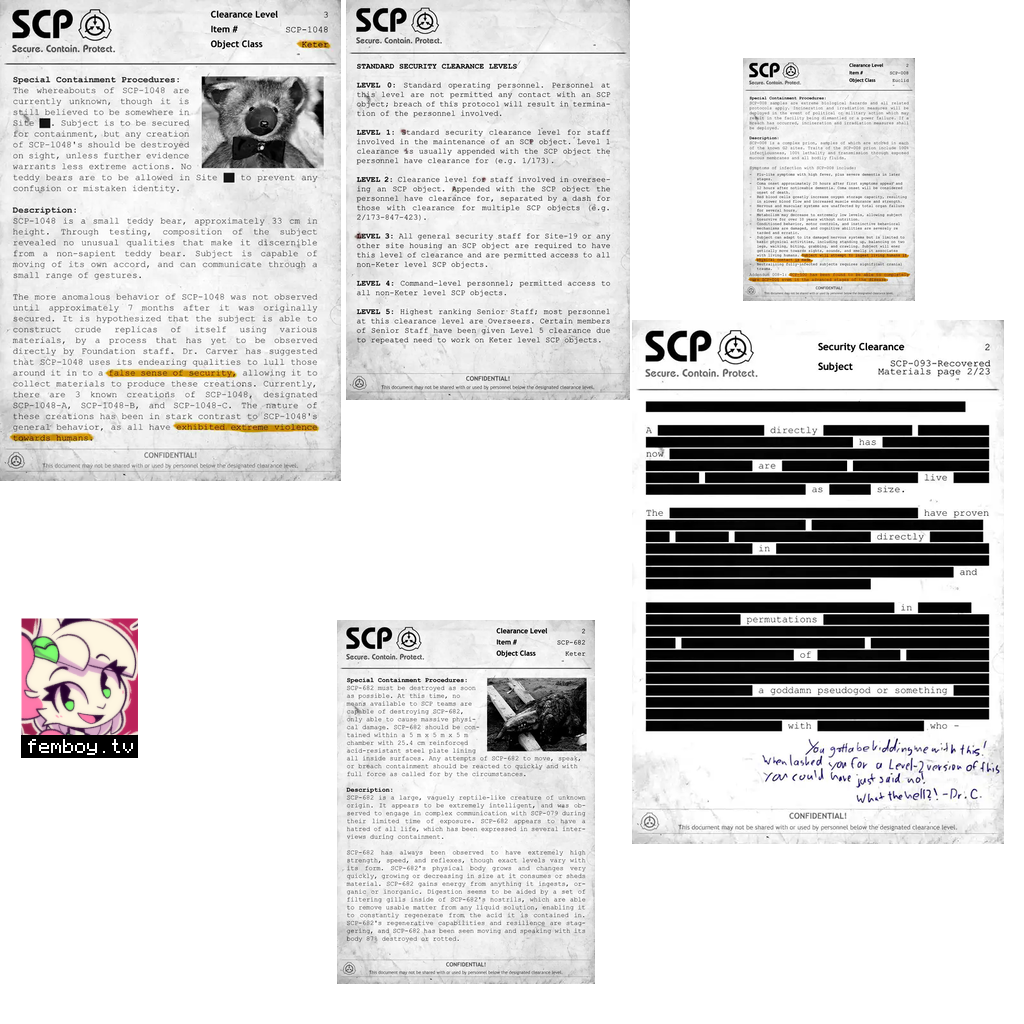 SCP
Secure. Contain. Protect.
Clearance Level 3
Item # SCP-1048
Object Class Keter
Special Containment Procedures:
The whereabouts of SCP-1048 are
currently unknown, though it is
still believed to be somewhere in
Site. Subject is to be secured
for containment, but any creation
of SCP-1048's should be destroyed
on sight, unless further evidence
warrants less extreme actions. No
teddy bears are to be allowed in Site to prevent any
confusion or mistaken identity.
Description:
SCP-1048 is a small teddy bear, approximately 33 cm in
height. Through testing, composition of the subject
revealed no unusual qualities that make it discernible
from a non-sapient teddy bear. Subject is capable of
moving of its own accord, and can communicate through a
small range of gestures.
The more anomalous behavior of SCP-1048 was not observed
until approximately 7 months after it was originally
secured. It is hypothesized that the subject is able to
construct crude replicas of itself using various
materials, by a process that has yet to be observed
directly by Foundation staff. Dr. Carver has suggested
that SCP-1048 uses its endearing qualities to lull those
around it in to a false sense of security, allowing it to
collect materials to produce these creations. Currently,
there are 3 known creations of SCP-1048, designated
SCP-1048-A, SCP-1048-B, and SCP-1048-C. The nature of
these creations has been in stark contrast to SCP-1048's
general behavior, as all have exhibited extreme violence
towards humans.
CONFIDENTIAL!
This document may not be shared with or used by personnel below the designated clearance level.
SCP
Secure. Contain. Protect.
STANDARD SECURITY CLEARANCE LEVELS
LEVEL 0: Standard operating personnel. Personnel at
this level are not permitted any contact with an SCP
object; breach of this protocol will result in termina-
tion of the personnel involved.
LEVEL 1: Standard security clearance level for staff
involved in the maintenance of an SCP object. Level 1
clearance is usually appended with the SCP object the
personnel have clearance for (e.g. 1/173).
LEVEL 2: Clearance level for staff involved in oversee-
ing an SCP object. Appended with the SCP object the
personnel have clearance for, separated by a dash for
those with clearance for multiple SCP objects (e.g.
2/173-847-423).
LEVEL 3: All general security staff for Site-19 or any
other site housing an SCP object are required to have
this level of clearance and are permitted access to all
non-Keter level SCP objects.
LEVEL 4: Command-level personnel; permitted access to
all non-Keter level SCP objects.
LEVEL 5: Highest ranking Senior Staff; most personnel
at this clearance level are Overseers. Certain members
of Senior Staff have been given Level 5 clearance due
to repeated need to work on Keter level SCP objects.
CONFIDENTIAL!
This document may not be shared with or used by personnel below the designated clearance level.
SCP
Secure. Contain. Protect.
Clearance Level 2
Item # SCP-008
Object Class Euclid
Special Containment Procedures:
Description:
CONFIDENTIAL!
SCP
Secure. Contain. Protect.
Security Clearance 2
Subject SCP-093-Recovered
Materials page 2/23
A directly
has
now
are
live
as size.
The have proven
directly
in
and
in
permutations
of
a goddamn pseudogod or something
with who –
You gotta be kidding me with this!
When I asked you for a Level-2 version of this
you could have just said no!
What the hell?! -Dr. C.
CONFIDENTIAL!
This document may not be shared with or used by personnel below the designated clearance level.
femboy.tv
SCP
Secure. Contain. Protect.
Clearance Level 2
Item # SCP-682
Object Class Keter
Special Containment Procedures:
SCP-682 must be destroyed as soon
as possible. At this time, no
means available to SCP teams are
capable of destroying SCP-682,
only able to cause massive physi-
cal damage. SCP-682 should be con-
tained within a 5 m x 5 m x 5 m
chamber with 25.4 cm reinforced
acid-resistant steel plate lining
all inside surfaces. Any attempts of SCP-682 to move, speak,
or breach containment should be reacted to quickly and with
full force as called for by the circumstances.
Description:
SCP-682 is a large, vaguely reptile-like creature of unknown
origin. It appears to be extremely intelligent, and was ob-
served to engage in complex communication with SCP-079 during
their limited time of exposure. SCP-682 appears to have a
hatred of all life, which has been expressed in several inter-
views during containment.
SCP-682 has always been observed to have extremely high
strength, speed, and reflexes, though exact levels vary with
its form. SCP-682's physical body grows and changes very
quickly, growing or decreasing in size at it consumes or sheds
material. SCP-682 gains energy from anything it ingests, or-
ganic or inorganic. Digestion seems to be aided by a set of
filtering gills inside of SCP-682's nostrils, which are able
to remove usable matter from any liquid solution, enabling it
to constantly regenerate from the acid it is contained in.
SCP-682's regenerative capabilities and resilience are stag-
gering, and SCP-682 has been seen moving and speaking with its
body 87% destroyed or rotted.
CONFIDENTIAL!
This document may not be shared with or used by personnel below the designated clearance level.